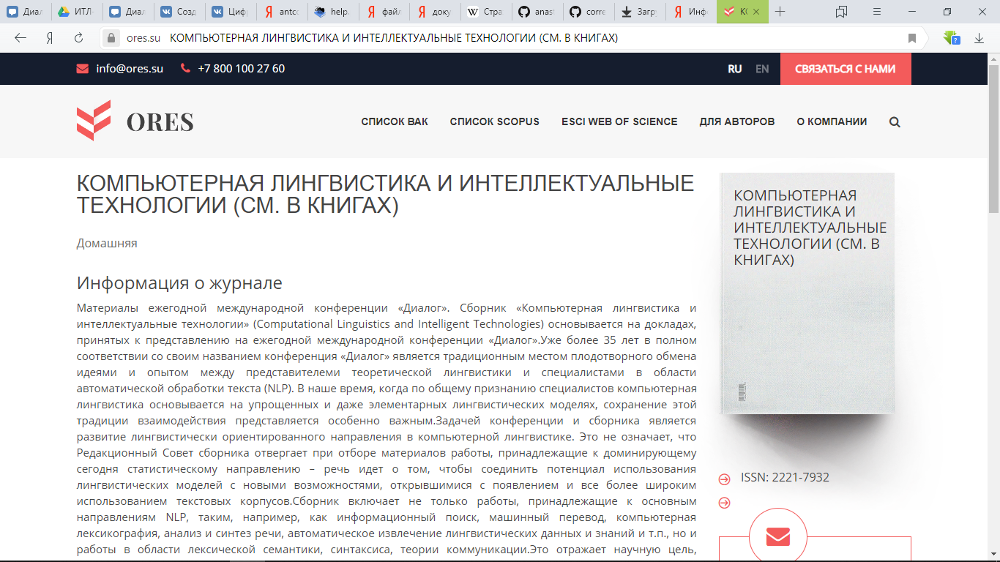 Диал
ИТЛ-
Диал
Созд
Циф
antcc
help.
файл
доку
Стра
anas
corre
Загр
Инф
КС
Я
ores.su КОМПЬЮТЕРНАЯ ЛИНГВИСТИКА И ИНТЕЛЛЕКТУАЛЬНЫЕ ТЕХНОЛОГИИ (СМ. В КНИГАХ)
info@ores.su +7 800 100 27 60
RU EN СВЯЗАТЬСЯ С НАМИ
ORES
СПИСОК ВАК СПИСОК SCOPUS ESCI WEB OF SCIENCE ДЛЯ АВТОРОВ О КОМПАНИИ
КОМПЬЮТЕРНАЯ ЛИНГВИСТИКА И ИНТЕЛЛЕКТУАЛЬНЫЕ
ТЕХНОЛОГИИ (СМ. В КНИГАХ)
Домашняя
Информация о журнале
Материалы ежегодной международной конференции «Диалог». Сборник «Компьютерная лингвистика и
интеллектуальные технологии» (Computational Linguistics and Intelligent Technologies) основывается на докладах,
принятых к представлению на ежегодной международной конференции «Диалог».Уже более 35 лет в полном
соответствии со своим названием конференция «Диалог» является традиционным местом плодотворного обмена
идеями и опытом между представителеми теоретической лингвистики и специалистами в области
автоматической обработки текста (NLP). В наше время, когда по общему признанию специалистов компьютерная
лингвистика основывается на упрощенных и даже элементарных лингвистических моделях, сохранение этой
традиции взаимодействия представляется особенно важным.Задачей конференции и сборника является
развитие лингвистически ориентированного направления в компьютерной лингвистике. Это не означает, что
Редакционный Совет сборника отвергает при отборе материалов работы, принадлежащие к доминирующему
сегодня статистическому направлению – речь идет о том, чтобы соединить потенциал использования
лингвистических моделей с новыми возможностями, открывшимися с появлением и все более широким
использованием текстовых корпусов.Сборник включает не только работы, принадлежащие к основным
направлениям NLP, таким, например, как информационный поиск, машинный перевод, компьютерная
лексикография, анализ и синтез речи, автоматическое извлечение лингвистических данных и знаний и т.п., но и
работы в области лексической семантики, синтаксиса, теории коммуникации.Это отражает научную цель,
КОМПЬЮТЕРНАЯ
ЛИНГВИСТИКА И
ИНТЕЛЛЕКТУАЛЬНЫЕ
ТЕХНОЛОГИИ (СМ. В
КНИГАХ)
ISSN: 2221-7932